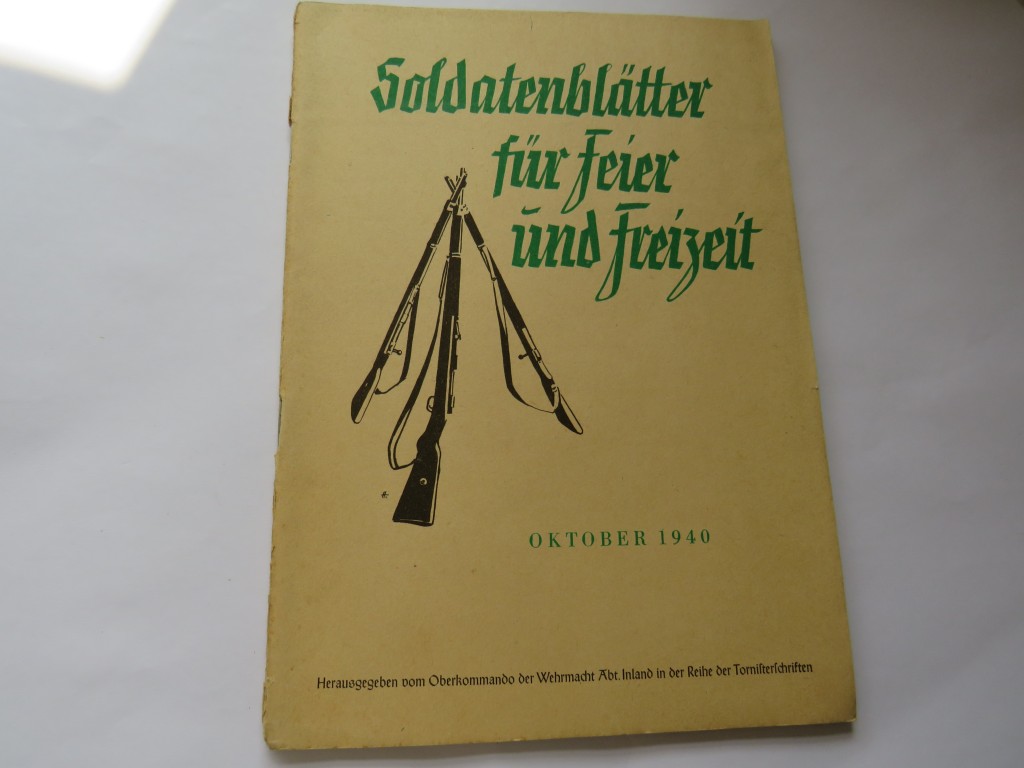 Soldatenblätter
für Feier
und Freizeit
OKTOBER 1940
Herausgegeben vom Oberkommando der Wehrmacht Abt. Inland in der Reihe der Tornisterschriften